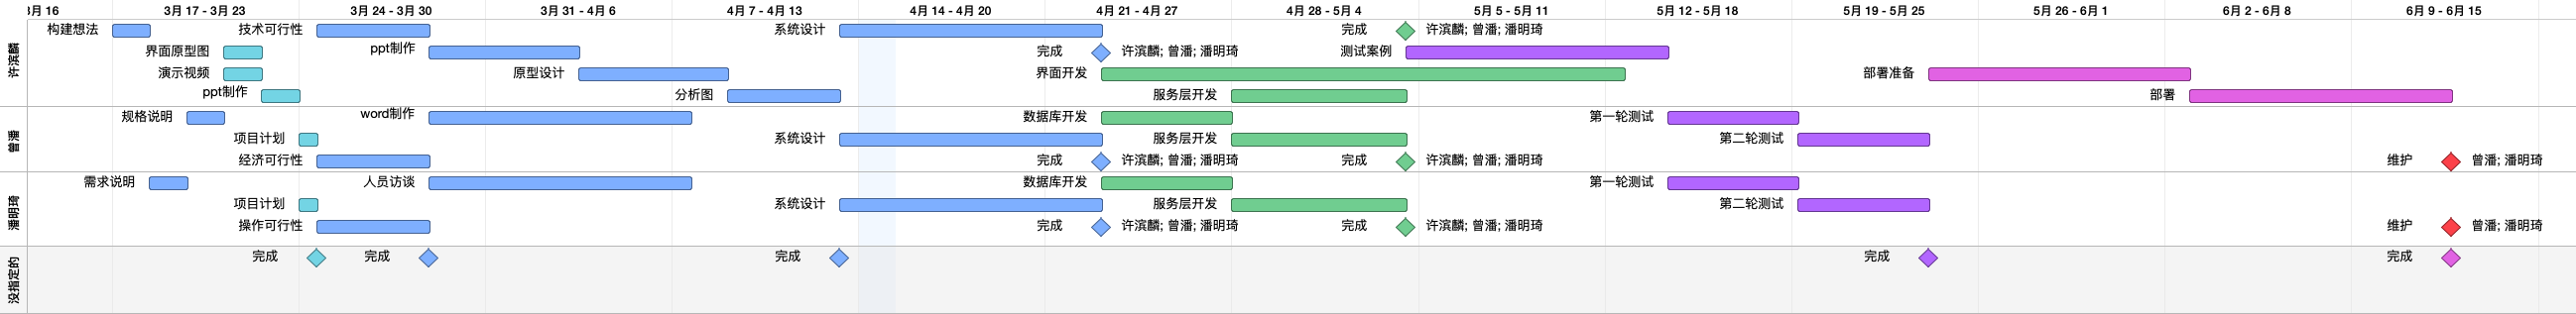 3月 16 3月 17 - 3月 23 3月 24 - 3月 30 3月 31 - 4月 6 4月 7 - 4月 13 4月 14 - 4月 20 4月 21 - 4月 27 4月 28 - 5月 4 5月 5 - 5月 11 5月 12 - 5月 18 5月 19 - 5月 25 5月 26 - 6月 1 6月 2 - 6月 8 6月 9 - 6月 15
许滨麟
构建想法 技术可行性 系统设计 完成 许滨麟; 曾潘; 潘明琦
界面原型图 ppt制作 完成 许滨麟; 曾潘; 潘明琦 测试案例
演示视频 原型设计 界面开发 部署准备
ppt制作 分析图 服务层开发 部署
曾潘
规格说明 word制作 数据库开发 第一轮测试
项目计划 系统设计 服务层开发 第二轮测试
经济可行性 完成 许滨麟; 曾潘; 潘明琦 完成 许滨麟; 曾潘; 潘明琦 维护 曾潘; 潘明琦
潘明琦
需求说明 人员访谈 数据库开发 第一轮测试
项目计划 系统设计 服务层开发 第二轮测试
操作可行性 完成 许滨麟; 曾潘; 潘明琦 完成 许滨麟; 曾潘; 潘明琦 维护 曾潘; 潘明琦
没指定的
完成 完成 完成 完成 完成